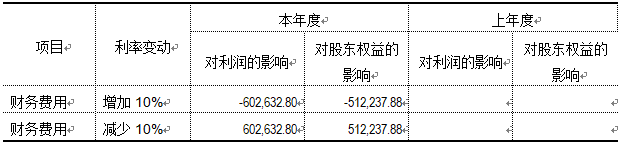 项目 利率变动 本年度 上年度
对利润的影响 对股东权益的影响 对利润的影响 对股东权益的影响
财务费用 增加 10% -602,632.80 -512,237.88
财务费用 减少 10% 602,632.80 512,237.88